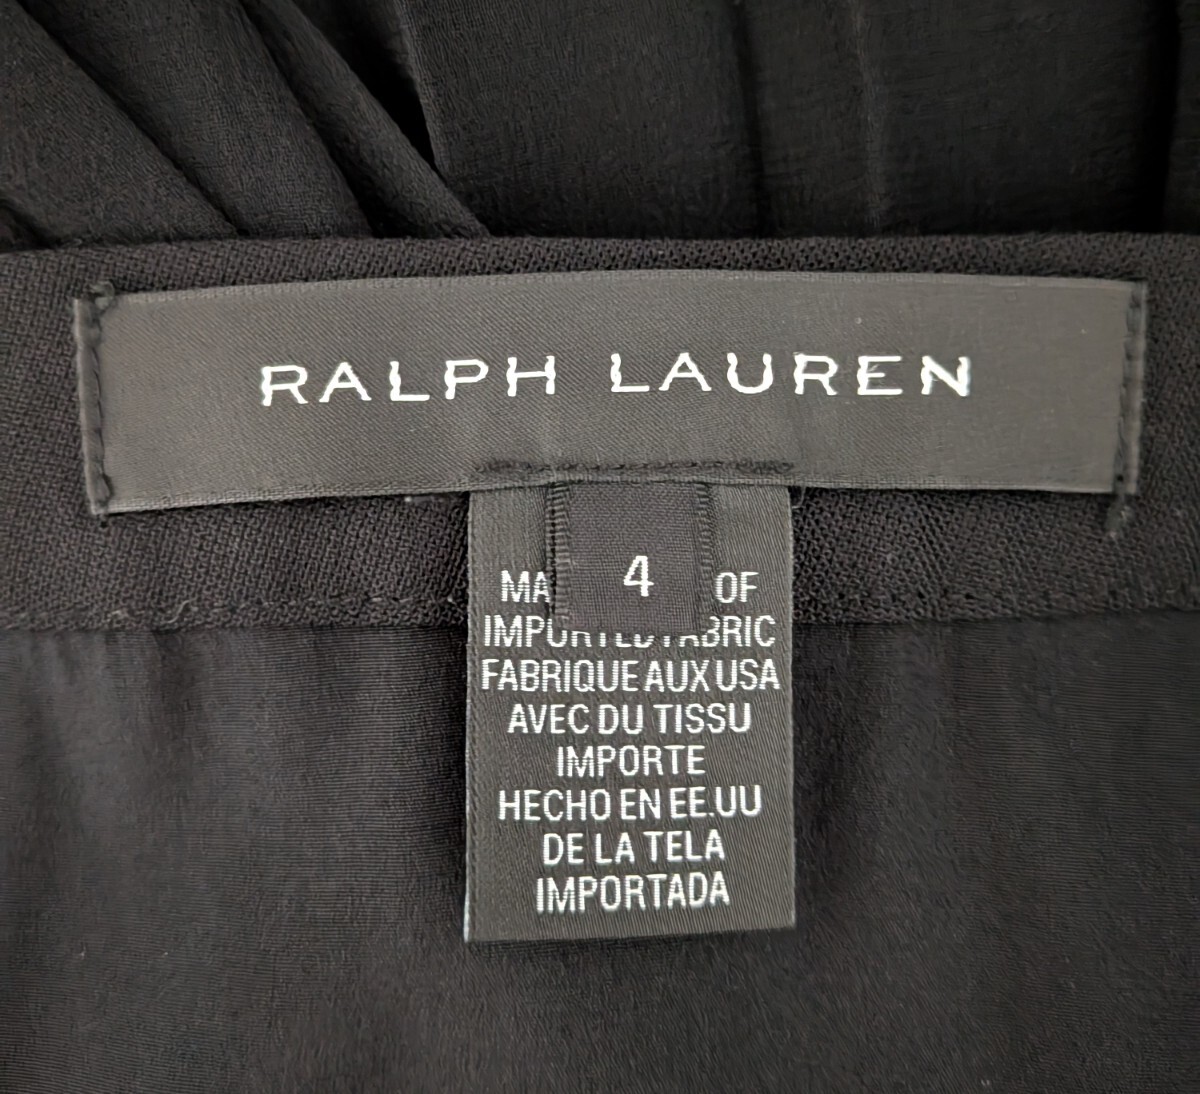 RALPH LAUREN
4
OF
IMPORTED FABRIC
FABRIQUE AUX USA
AVEC DU TISSU
IMPORTE
HECHO EN EE.UU
DE LA TELA
IMPORTADA